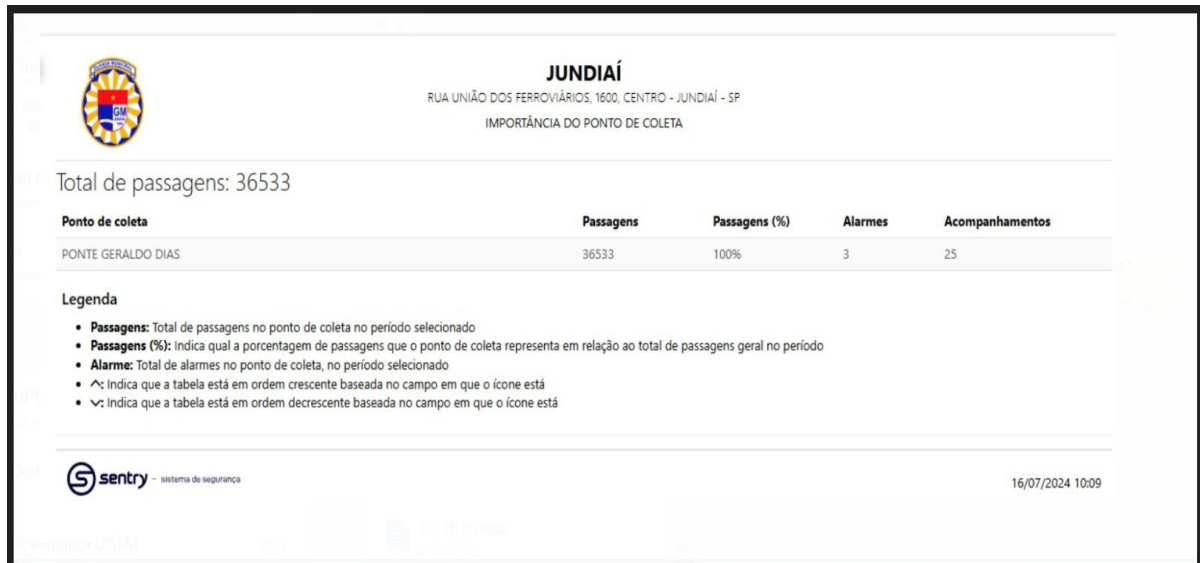 JUNDIAÍ
RUA UNIÃO DOS FERROVIÁRIOS, 1600, CENTRO - JUNDIAÍ - SP
IMPORTÂNCIA DO PONTO DE COLETA
GM
Total de passagens: 36533
Ponto de coleta Passagens Passagens (%) Alarmes Acompanhamentos
PONTE GERALDO DIAS 36533 100% 3 25
Legenda
• Passagens: Total de passagens no ponto de coleta no período selecionado
• Passagens (%): Indica qual a porcentagem de passagens que o ponto de coleta representa em relação ao total de passagens geral no período
• Alarme: Total de alarmes no ponto de coleta, no período selecionado
• ^: Indica que a tabela está em ordem crescente baseada no campo em que o ícone está
• v: Indica que a tabela está em ordem decrescente baseada no campo em que o ícone está
sentry - sistema de segurança
16/07/2024 10:09
Governança UGSM